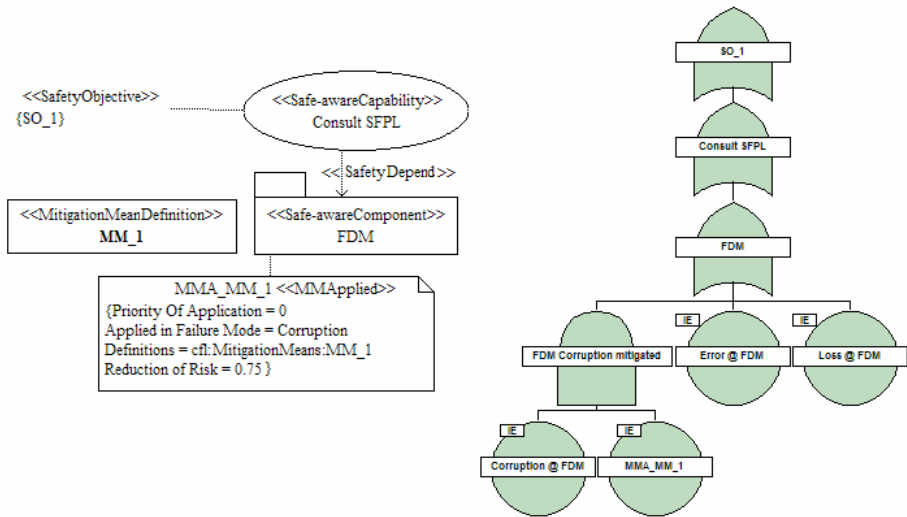 <<SafetyObjective>>
{SO_1}
<<Safe-awareCapability>>
Consult SFPL
<< SafetyDepend>>
<<MitigationMeanDefinition>>
MM_1
<<Safe-awareComponent>>
FDM
MMA_MM_1 <<MMApplied>>
{Priority Of Application = 0
Applied in Failure Mode = Corruption
Definitions = cfl:MitigationMeans:MM_1
Reduction of Risk = 0.75 }
SO_1
Consult SFPL
FDM
IE
IE
FDM Corruption mitigated
Error @ FDM
Loss @ FDM
IE
IE
Corruption @ FDM
MMA_MM_1